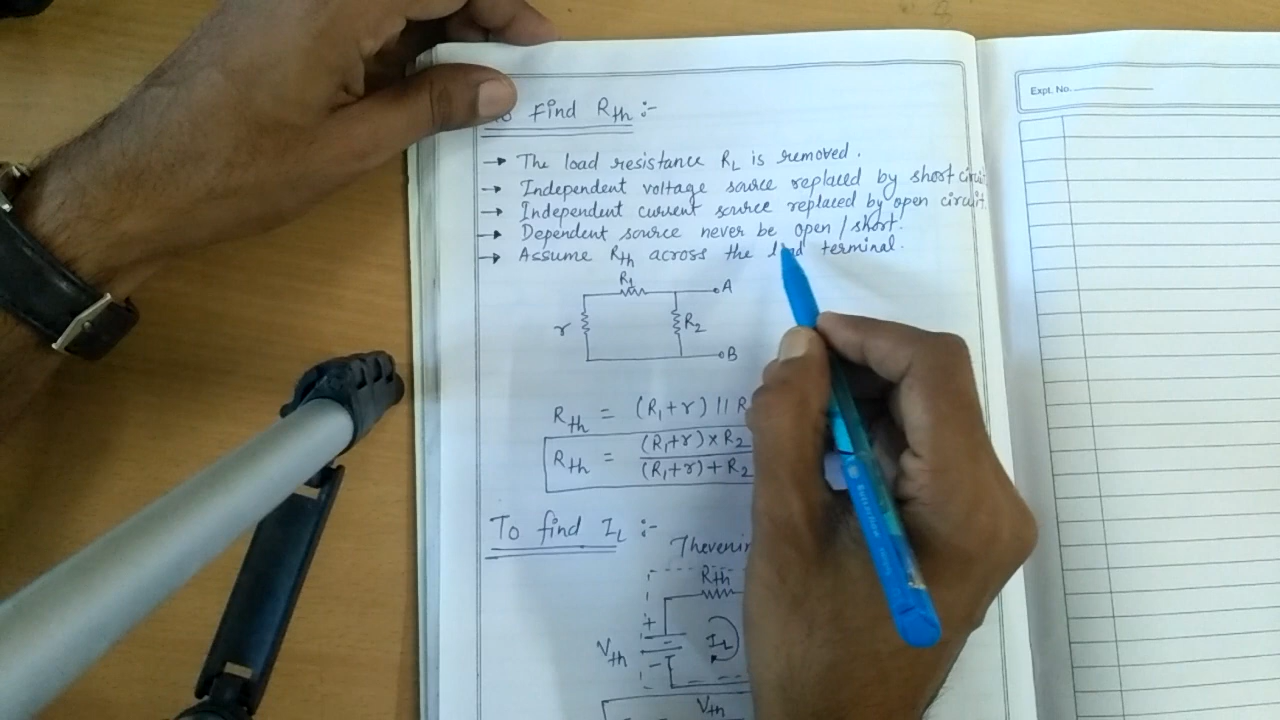 To Find Rth :-
Expt. No.
→ The load resistance RL is removed.
→ Independent voltage source replaced by short circuit
→ Independent current source replaced by open circuit.
→ Dependent source never be open / short.
→ Assume Rth across the load terminal.
R1
A
r
R2
B
Rth = (R1+r) || R
Rth = (R1+r) x R2
(R1+r) + R2
To find IL :-
Rth
+
Vth
IL
-
Vth